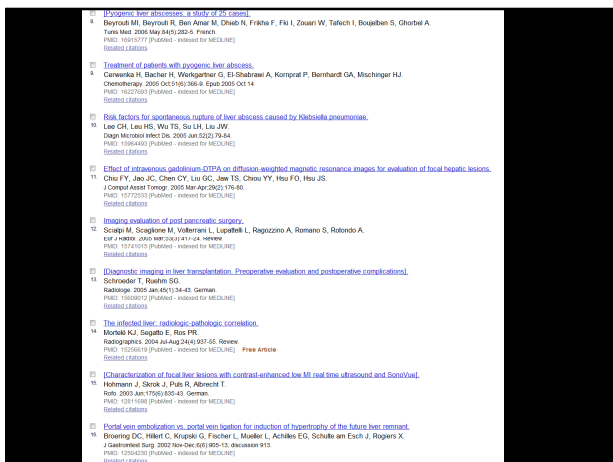 [Pyogenic liver abscesses: a study of 25 cases].
8. Beyrouti MI, Beyrouti R, Ben Amar M, Dhieb N, Frikha F, Fki I, Zouari W, Tafech I, Boujelben S, Ghorbel A.
Tunis Med. 2006 May;84(5):282-5. French.
PMID: 16915777 [PubMed - indexed for MEDLINE]
Related citations
Treatment of patients with pyogenic liver abscess.
9. Cerwenka H, Bacher H, Werkgartner G, El-Shabrawi A, Kornprat P, Bernhardt GA, Mischinger HJ.
Chemotherapy. 2005 Oct;51(6):366-9. Epub 2005 Oct 14.
PMID: 16227693 [PubMed - indexed for MEDLINE]
Related citations
Risk factors for spontaneous rupture of liver abscess caused by Klebsiella pneumoniae.
10. Lee CH, Leu HS, Wu TS, Su LH, Liu JW.
Diagn Microbiol Infect Dis. 2005 Jun;52(2):79-84.
PMID: 15964493 [PubMed - indexed for MEDLINE]
Related citations
Effect of intravenous gadolinium-DTPA on diffusion-weighted magnetic resonance images for evaluation of focal hepatic lesions.
11. Chiu FY, Jao JC, Chen CY, Liu GC, Jaw TS, Chiou YY, Hsu FO, Hsu JS.
J Comput Assist Tomogr. 2005 Mar-Apr;29(2):176-80.
PMID: 15772533 [PubMed - indexed for MEDLINE]
Related citations
Imaging evaluation of post pancreatic surgery.
12. Scialpi M, Scaglione M, Volterrani L, Lupattelli L, Ragozzino A, Romano S, Rotondo A.
Eur J Radiol. 2005 Mar;53(3):417-24. Review.
PMID: 15741015 [PubMed - indexed for MEDLINE]
Related citations
[Diagnostic imaging in liver transplantation. Preoperative evaluation and postoperative complications].
13. Schroeder T, Ruehm SG.
Radiologe. 2005 Jan;45(1):34-43. German.
PMID: 15609012 [PubMed - indexed for MEDLINE]
Related citations
The infected liver: radiologic-pathologic correlation.
14. Mortelé KJ, Segatto E, Ros PR.
Radiographics. 2004 Jul-Aug;24(4):937-55. Review.
PMID: 15256619 [PubMed - indexed for MEDLINE] Free Article
Related citations
[Characterization of focal liver lesions with contrast-enhanced low MI real time ultrasound and SonoVue].
15. Hohmann J, Skrok J, Puls R, Albrecht T.
Rofo. 2003 Jun;175(6):835-43. German.
PMID: 12811698 [PubMed - indexed for MEDLINE]
Related citations
Portal vein embolization vs. portal vein ligation for induction of hypertrophy of the future liver remnant.
16. Broering DC, Hillert C, Krupski G, Fischer L, Mueller L, Achilles EG, Schulte am Esch J, Rogiers X.
J Gastrointest Surg. 2002 Nov-Dec;6(6):905-13; discussion 913.
PMID: 12504230 [PubMed - indexed for MEDLINE]
Related citations